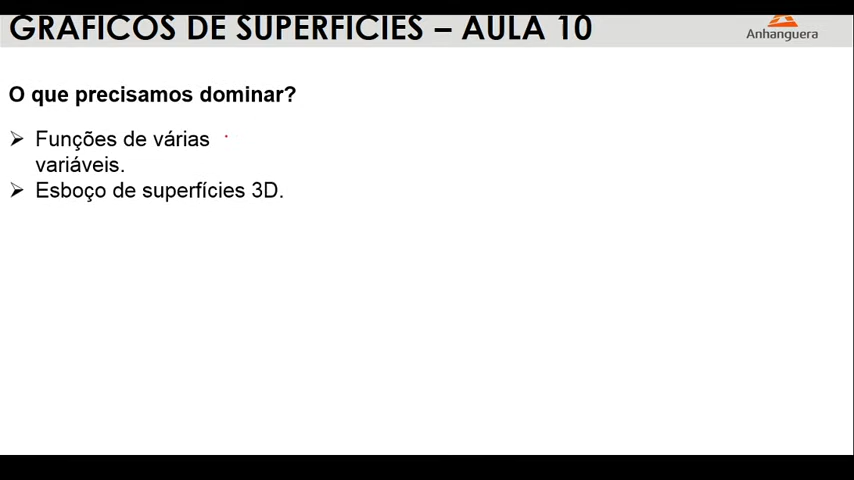 GRÁFICOS DE SUPERFÍCIES – AULA 10
Anhanguera
O que precisamos dominar?
➢ Funções de várias
variáveis.
➢ Esboço de superfícies 3D.